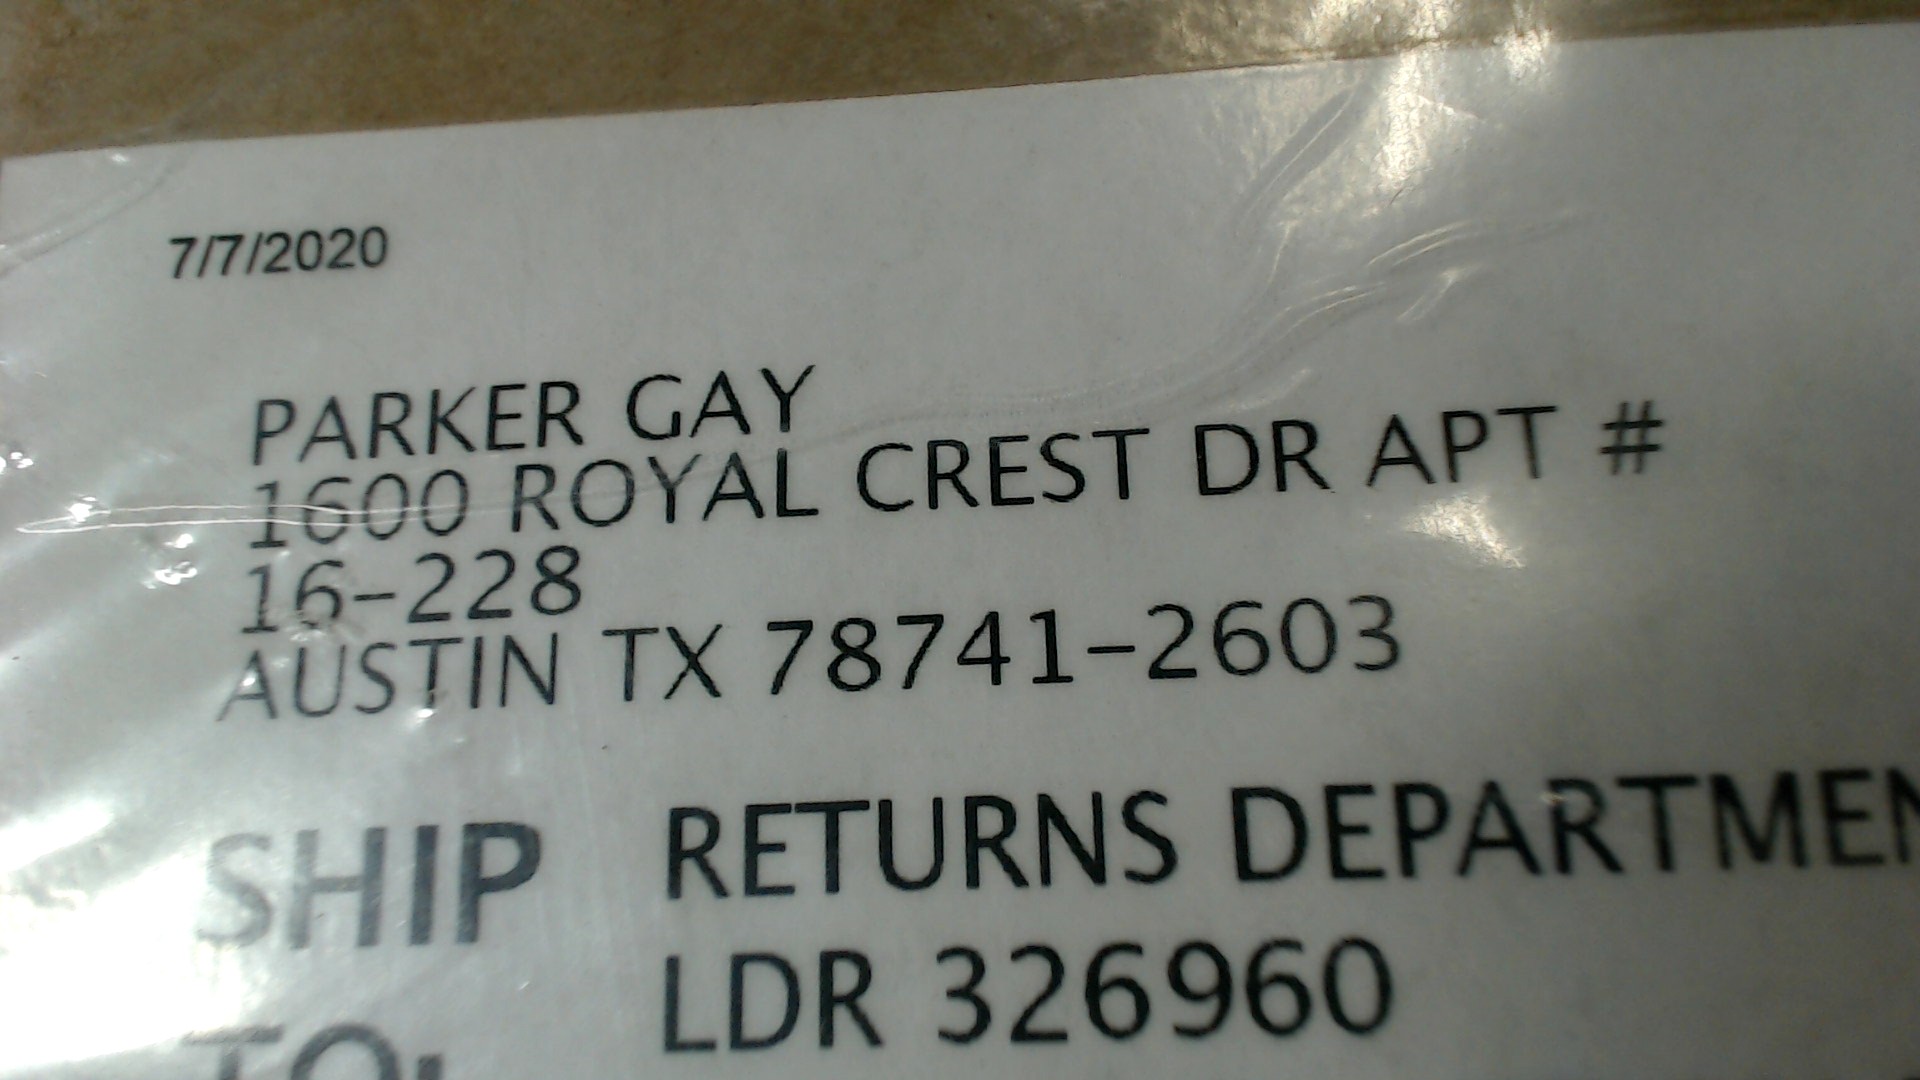 7/7/2020
PARKER GAY
1600 ROYAL CREST DR APT #
16-228
AUSTIN TX 78741-2603
SHIP RETURNS DEPARTMEN
LDR 326960
TO: